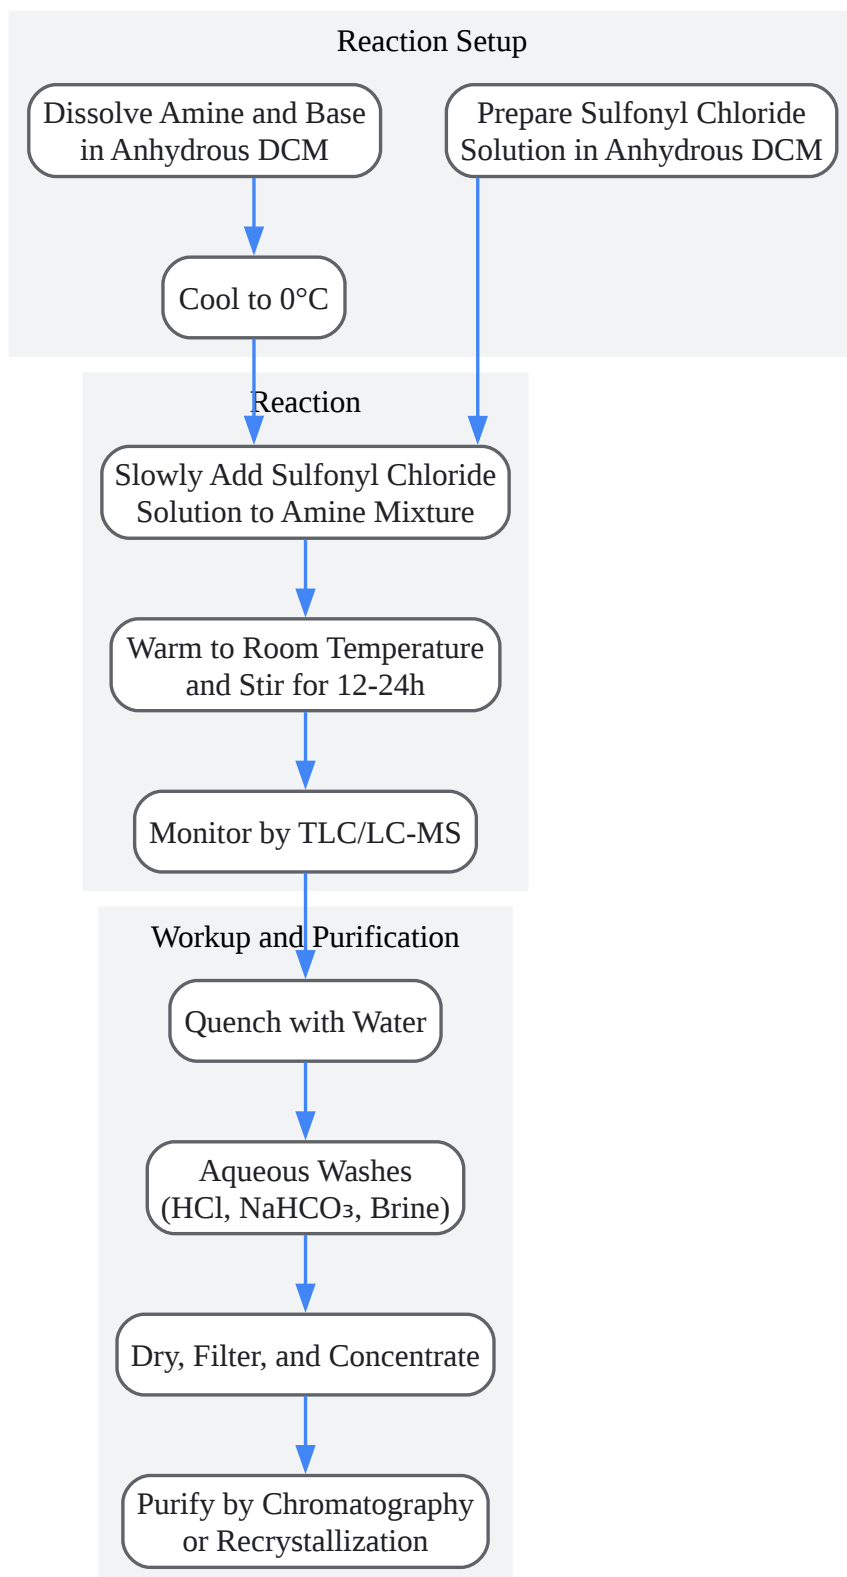 Reaction Setup
Dissolve Amine and Base
in Anhydrous DCM
Prepare Sulfonyl Chloride
Solution in Anhydrous DCM
Cool to 0°C
Reaction
Slowly Add Sulfonyl Chloride
Solution to Amine Mixture
Warm to Room Temperature
and Stir for 12-24h
Monitor by TLC/LC-MS
Workup and Purification
Quench with Water
Aqueous Washes
(HCl, NaHCO₃, Brine)
Dry, Filter, and Concentrate
Purify by Chromatography
or Recrystallization